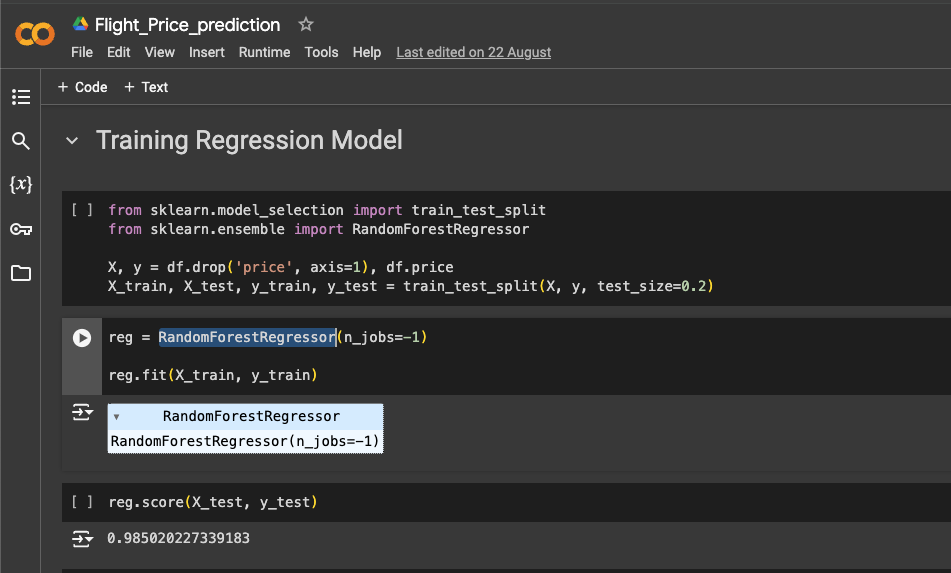 Flight_Price_prediction
File Edit View Insert Runtime Tools Help Last edited on 22 August
+ Code + Text
Training Regression Model
[ ] from sklearn.model_selection import train_test_split
from sklearn.ensemble import RandomForestRegressor
X, y = df.drop('price', axis=1), df.price
X_train, X_test, y_train, y_test = train_test_split(X, y, test_size=0.2)
reg = RandomForestRegressor(n_jobs=-1)
reg.fit(X_train, y_train)
RandomForestRegressor
RandomForestRegressor(n_jobs=-1)
[ ] reg.score(X_test, y_test)
0.985020227339183